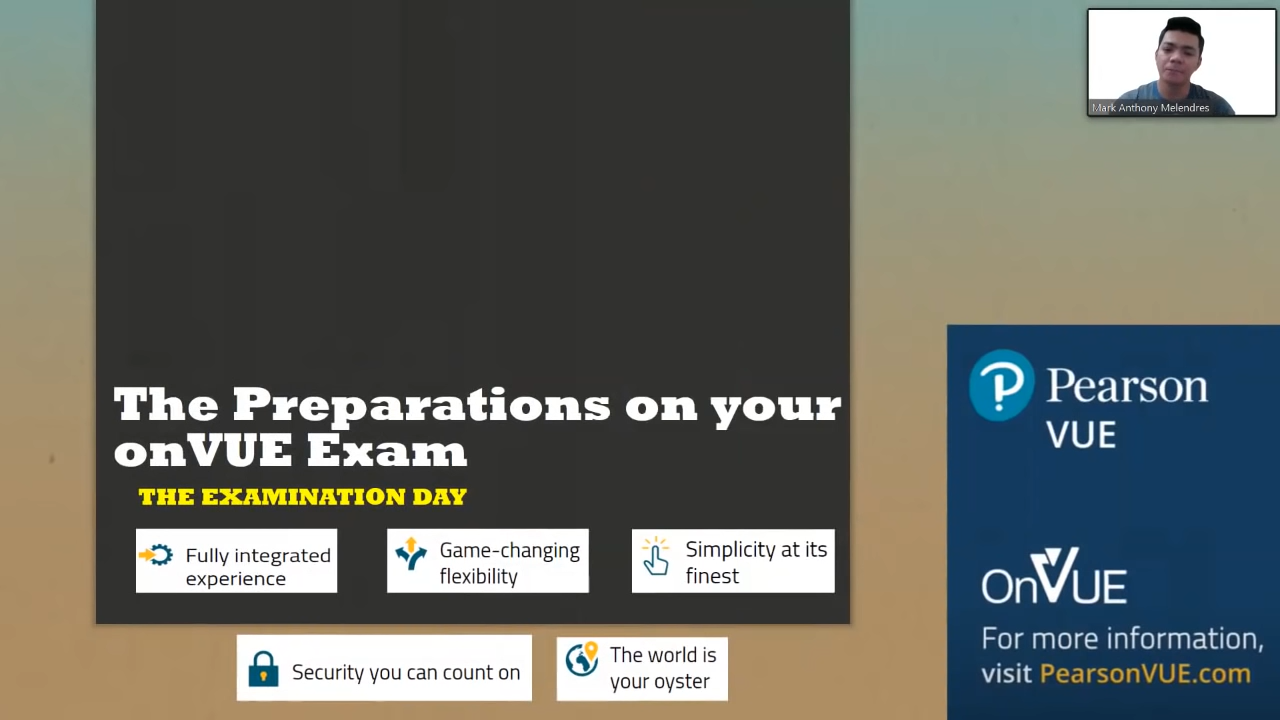 Mark Anthony Melendres
The Preparations on your
onVUE Exam
THE EXAMINATION DAY
Fully integrated
experience
Game-changing
flexibility
Simplicity at its
finest
Security you can count on
The world is
your oyster
Pearson
VUE
OnVUE
For more information,
visit PearsonVUE.com